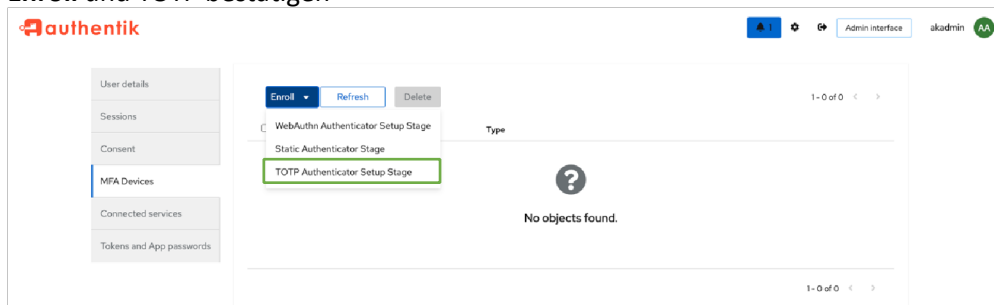 Enroll und TOTP bestätigen
authentik
1
Admin interface
akadmin
AA
User details
Sessions
Consent
MFA Devices
Connected services
Tokens and App passwords
Enroll
Refresh
Delete
1 - 0 of 0
WebAuthn Authenticator Setup Stage
Static Authenticator Stage
TOTP Authenticator Setup Stage
Type
?
No objects found.
1 - 0 of 0